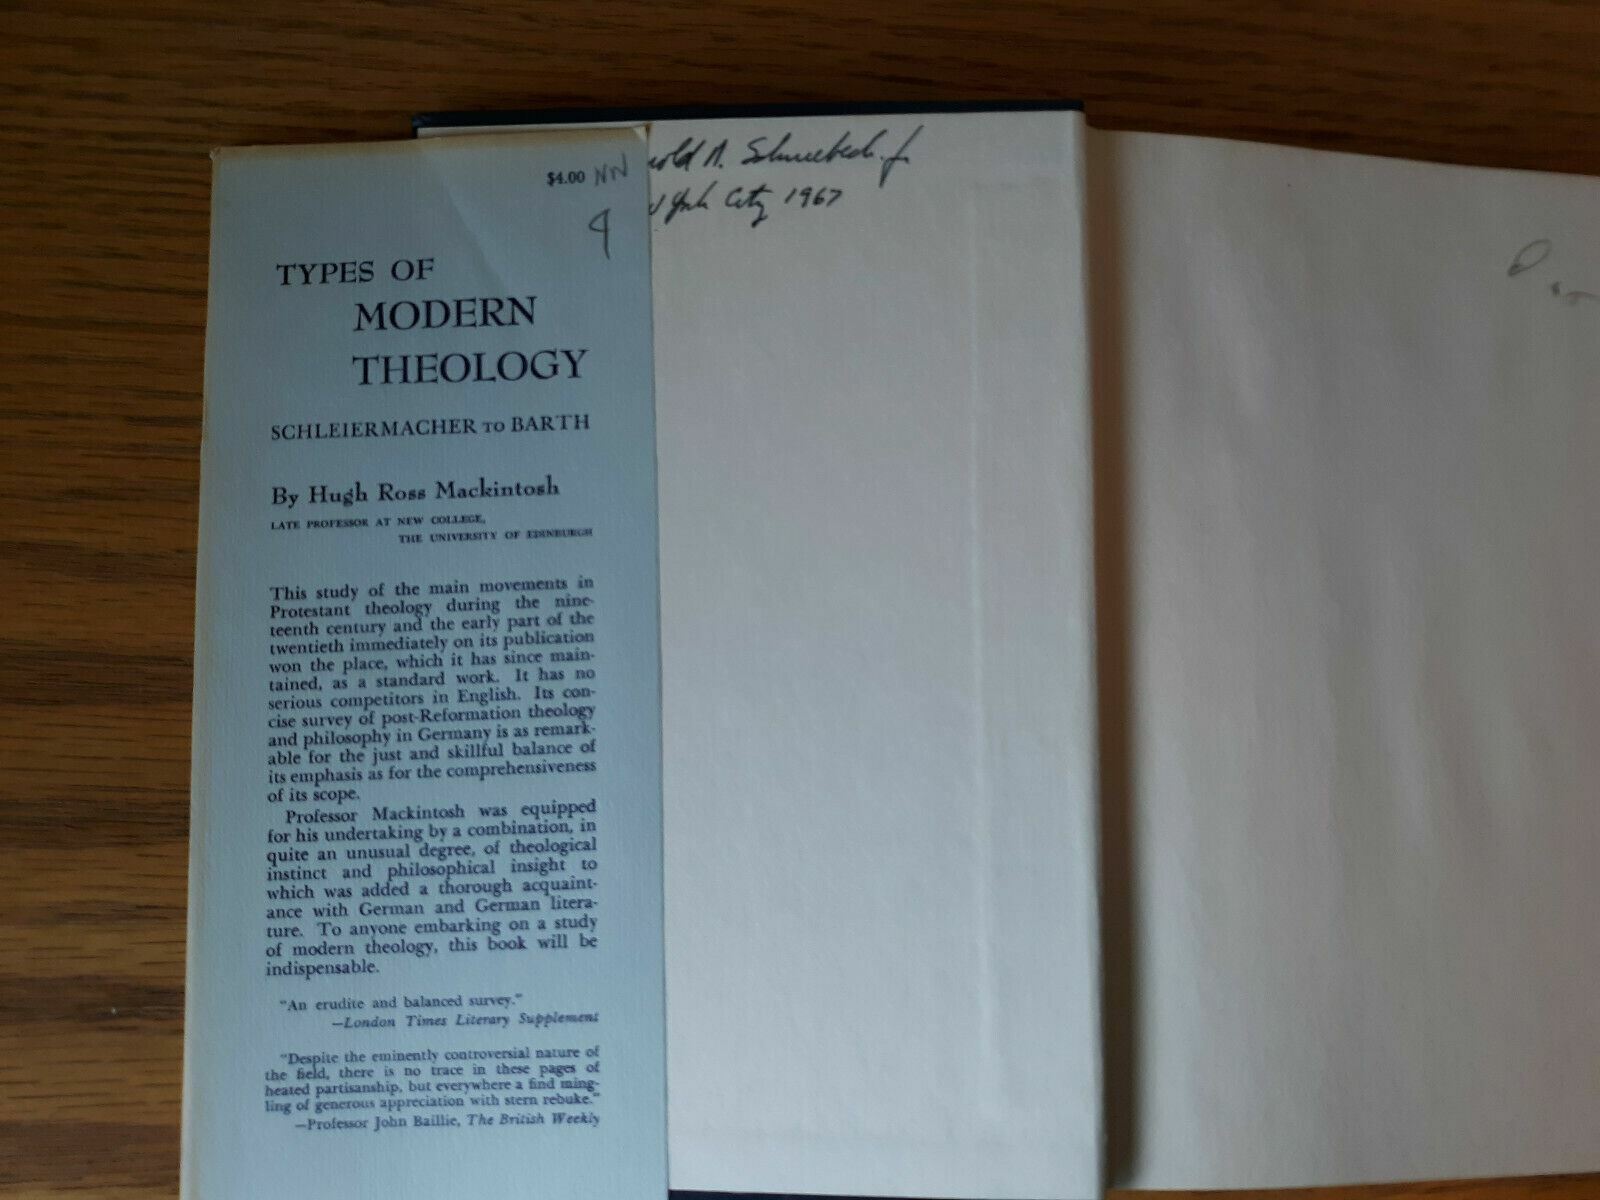 $4.00 NN
TYPES OF
MODERN
THEOLOGY
SCHLEIERMACHER TO BARTH
By Hugh Ross Mackintosh
LATE PROFESSOR AT NEW COLLEGE,
THE UNIVERSITY OF EDINBURGH
This study of the main movements in
Protestant theology during the nine-
teenth century and the early part of the
twentieth immediately on its publication
won the place, which it has since main-
tained, as a standard work. It has no
serious competitors in English. Its con-
cise survey of post-Reformation theology
and philosophy in Germany is as remark-
able for the just and skillful balance of
its emphasis as for the comprehensiveness
of its scope.
Professor Mackintosh was equipped
for his undertaking by a combination, in
quite an unusual degree, of theological
instinct and philosophical insight to
which was added a thorough acquaint-
ance with German and German litera-
ture. To anyone embarking on a study
of modern theology, this book will be
indispensable.
"An erudite and balanced survey."
—London Times Literary Supplement
"Despite the eminently controversial nature of
the field, there is no trace in these pages of
heated partisanship, but everywhere a find ming-
ling of generous appreciation with stern rebuke."
—Professor John Baillie, The British Weekly
old A.
York City 1967